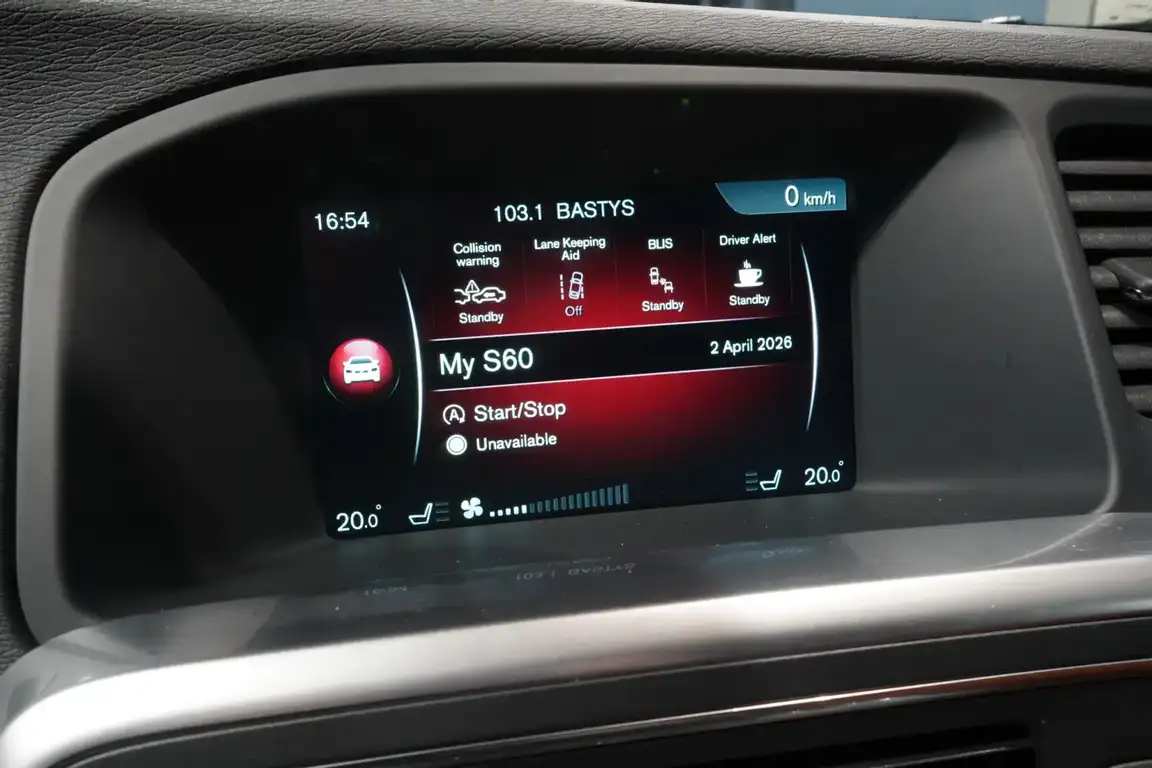 16:54
103.1 BASTYS
0 km/h
Collision
warning
Standby
Lane Keeping
Aid
Off
BLIS
Standby
Driver Alert
Standby
My S60
2 April 2026
A Start/Stop
Unavailable
20.0°
20.0°